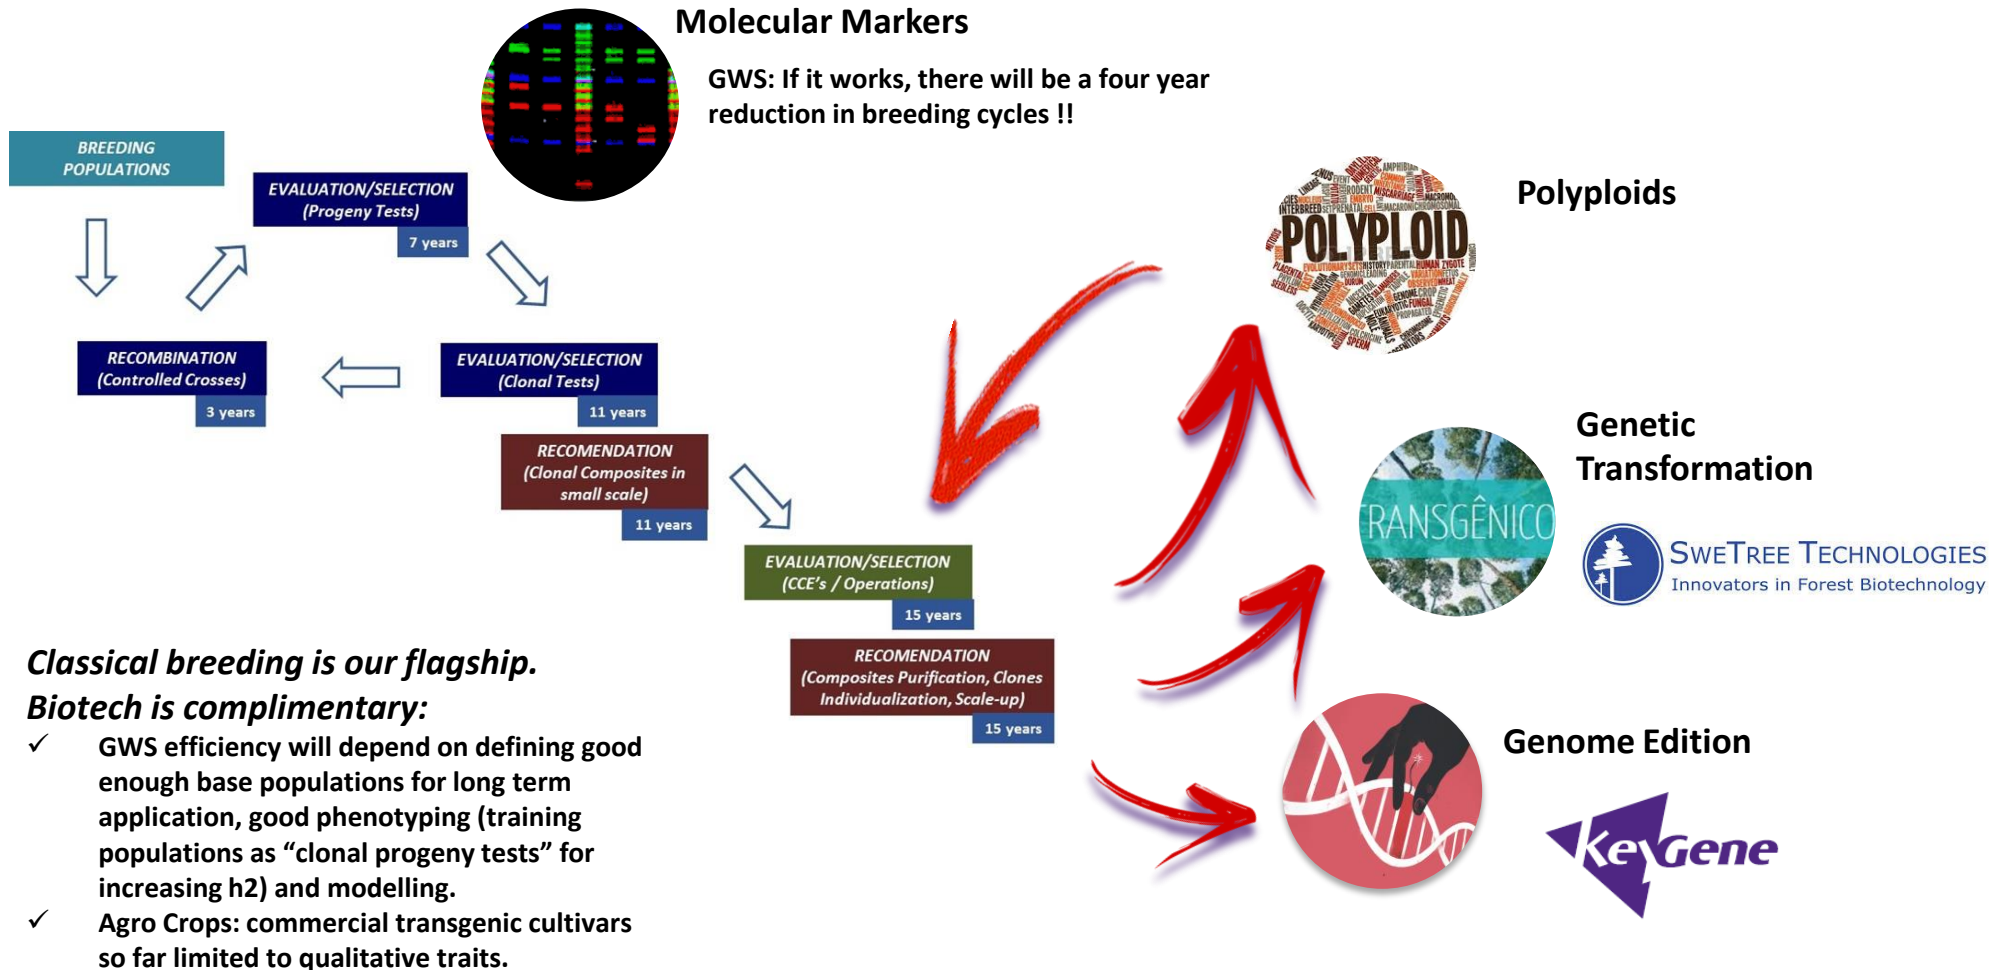 Molecular Markers
GWS: If it works, there will be a four year
reduction in breeding cycles !!
BREEDING
POPULATIONS
EVALUATION/SELECTION
(Progeny Tests)
7 years
RECOMBINATION
(Controlled Crosses)
3 years
EVALUATION/SELECTION
(Clonal Tests)
11 years
RECOMENDATION
(Clonal Composites in
small scale)
11 years
EVALUATION/SELECTION
(CCE's / Operations)
15 years
RECOMENDATION
(Composites Purification, Clones
Individualization, Scale-up)
15 years
POLYPLOID
Polyploids
Genetic
Transformation
RANSGÊNICO
SWETREE TECHNOLOGIES
Innovators in Forest Biotechnology
Genome Edition
KeyGene
Classical breeding is our flagship.
Biotech is complimentary:
✓ GWS efficiency will depend on defining good
enough base populations for long term
application, good phenotyping (training
populations as “clonal progeny tests” for
increasing h2) and modelling.
✓ Agro Crops: commercial transgenic cultivars
so far limited to qualitative traits.